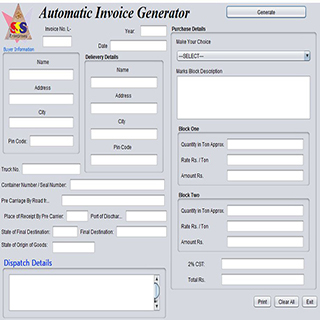 Automatic Invoice Generator
Generate
S S
Invoice No. L-
Year:
Date
Buyer Information
Name
Address
City
Pin Code:
Delievery Details
Name
Address
City
Pin Code
Truck No.
Container Number / Seal Number:
Pre Carriage By Road fr...
Place of Receipt By Pre Carrier:
Port of Dischar...
State of Final Destination:
Final Destination:
State of Origin of Goods:
Dispatch Details
Purchase Details
Make Your Choice
---SELECT---
Marks Block Description
Block One
Quantity in Ton Approx.
Rate Rs. / Ton
Amount Rs.
Block Two
Quantity in Ton Approx.
Rate Rs. / Ton
Amount Rs.
2% CST:
Total Rs.
Print
Clear All
Exit